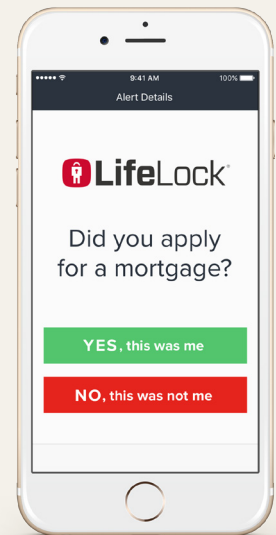 9:41 AM
100%
Alert Details
LifeLock®
Did you apply
for a mortgage?
YES, this was me
NO, this was not me